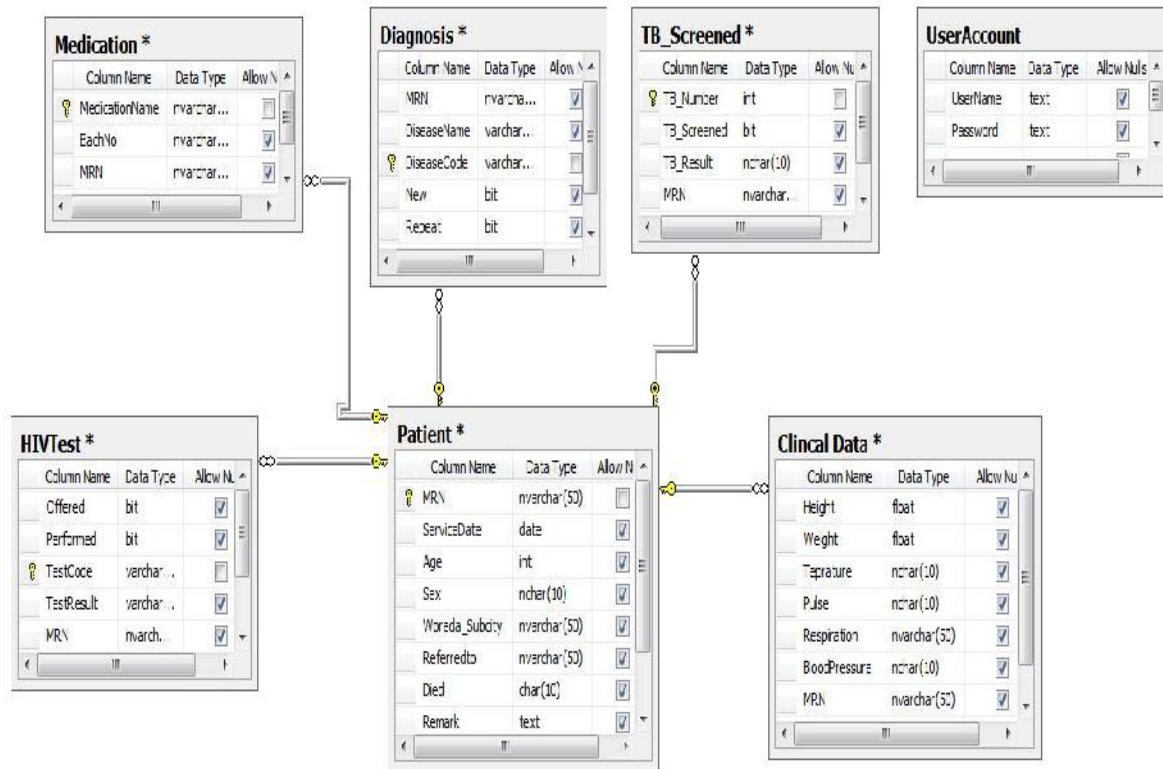 Medication *
Column Name Data Type Allow N
MedicationName nvarchar...
EachNo nvarchar...
MRN nvarchar...
Diagnosis *
Column Name Data Type Alow N
MRN nvarcha...
DiseaseName varchar...
DiseaseCode varchar...
New bit
Repeat bit
TB_Screened *
Column Name Data Type Allow Nu
TB_Number int
TB_Screened bit
TB_Result nchar(10)
MRN nvarchar...
UserAccount
Column Name Data Type Allow Nulls
UserName text
Password text
HIVTest *
Column Name Data Type Allow Nu
Offered bit
Performed bit
TestCode varchar...
TestResult varchar...
MRN nvarch...
Patient *
Column Name Data Type Allow N
MRN nvarchar(50)
ServiceDate date
Age int
Sex nchar(10)
Woreda_Subcity nvarchar(50)
Referredto nvarchar(50)
Died char(10)
Remark text
Clincal Data *
Column Name Data Type Allow Nu
Height float
Weight float
Teprature nchar(10)
Pulse nchar(10)
Respiration nvarchar(50)
BoodPressure nchar(10)
MRN nvarchar(50)